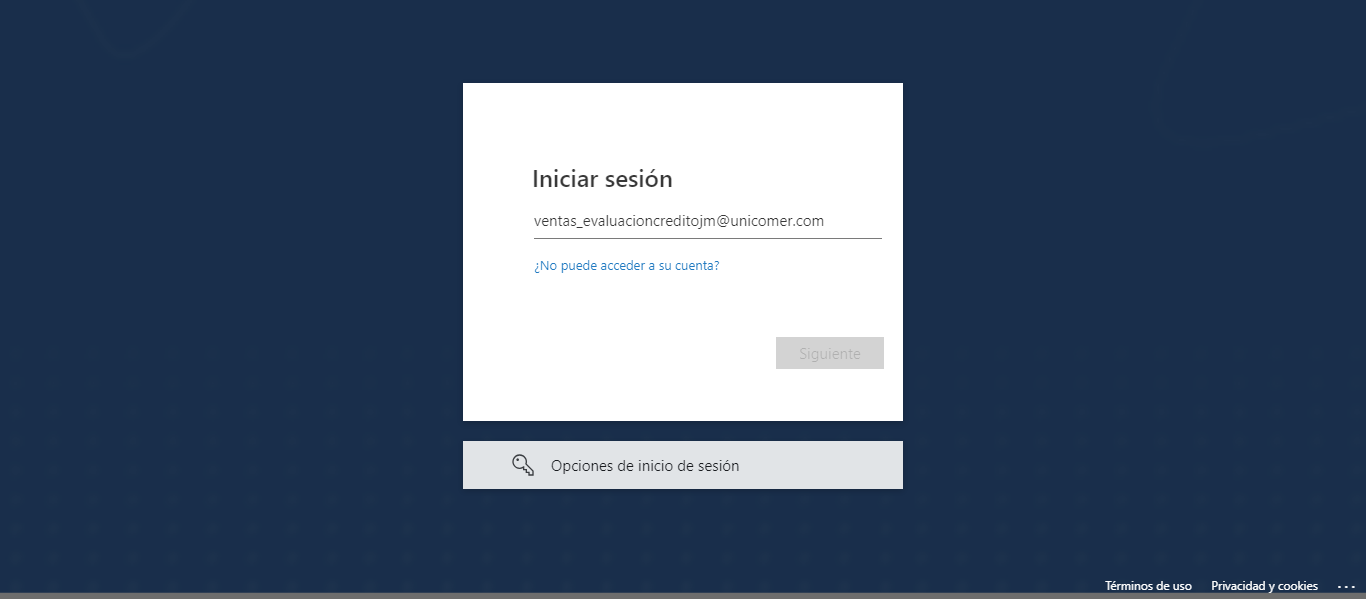 Iniciar sesión
ventas_evaluacioncreditojm@unicomer.com
¿No puede acceder a su cuenta?
Siguiente
Opciones de inicio de sesión
Términos de uso Privacidad y cookies ...